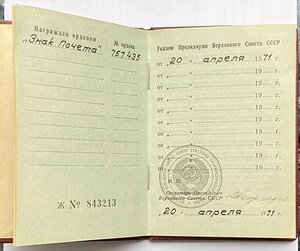 Награжден орденом № ордена
„Знак Почета“ 757435
Ж № 843213
Указом Президиума Верховного Совета СССР
от 20 апреля 1971 г.
от 19 г.
от 19 г.
от 19 г.
от 19 г.
от 19 г.
от 19 г.
от 19 г.
от 19 г.
М. П.
Секретарь Президиума
Верховного Совета СССР
20 апреля 1971 г.